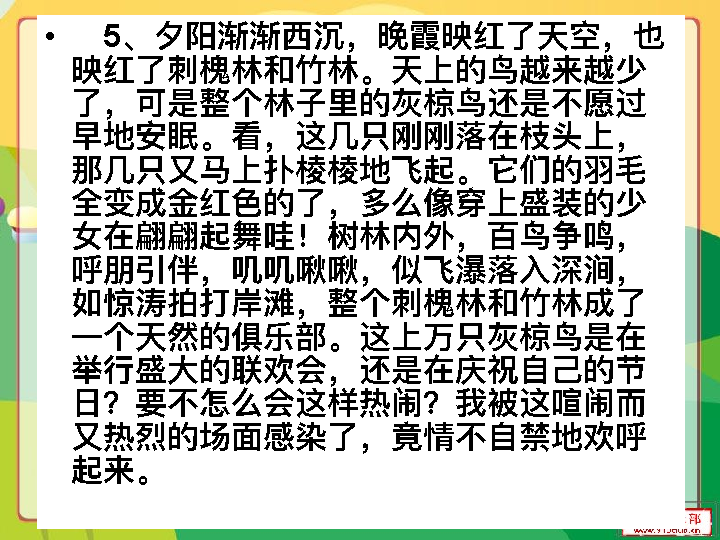 • 5、夕阳渐渐西沉，晚霞映红了天空，也
映红了刺槐林和竹林。天上的鸟越来越少
了，可是整个林子里的灰椋鸟还是不愿过
早地安眠。看，这几只刚刚落在枝头上，
那几只又马上扑棱棱地飞起。它们的羽毛
全变成金红色的了，多么像穿上盛装的少
女在翩翩起舞哇！树林内外，百鸟争鸣，
呼朋引伴，叽叽啾啾，似飞瀑落入深涧，
如惊涛拍打岸滩，整个刺槐林和竹林成了
一个天然的俱乐部。这上万只灰椋鸟是在
举行盛大的联欢会，还是在庆祝自己的节
日？要不怎么会这样热闹？我被这喧闹而
又热烈的场面感染了，竟情不自禁地欢呼
起来。